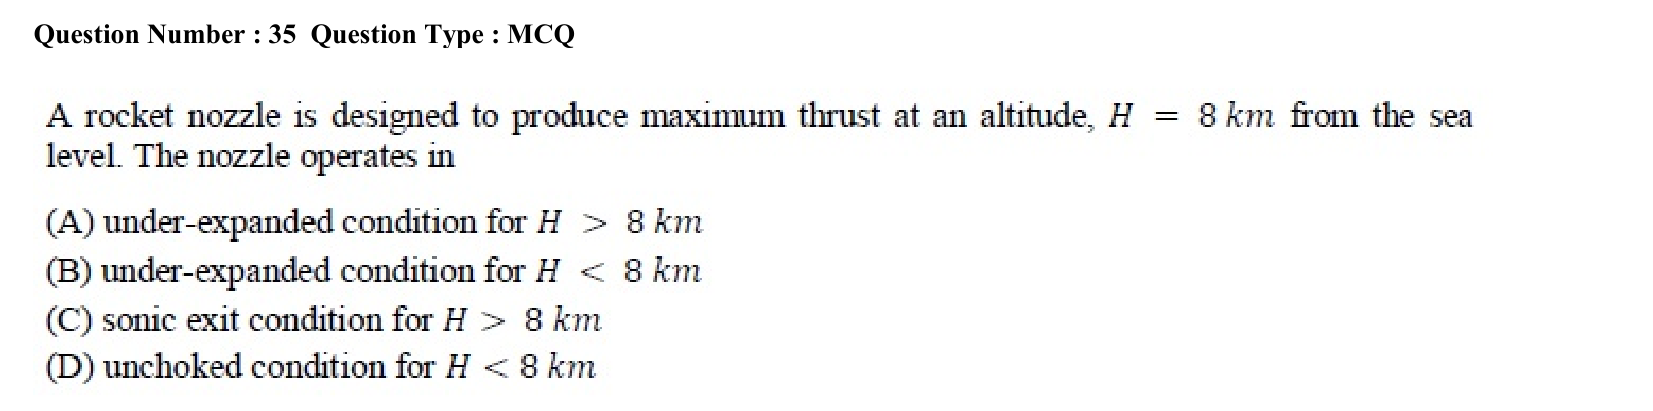 Question Number : 35 Question Type : MCQ
A rocket nozzle is designed to produce maximum thrust at an altitude, H = 8 km from the sea
level. The nozzle operates in
(A) under-expanded condition for H > 8 km
(B) under-expanded condition for H < 8 km
(C) sonic exit condition for H > 8 km
(D) unchoked condition for H < 8 km